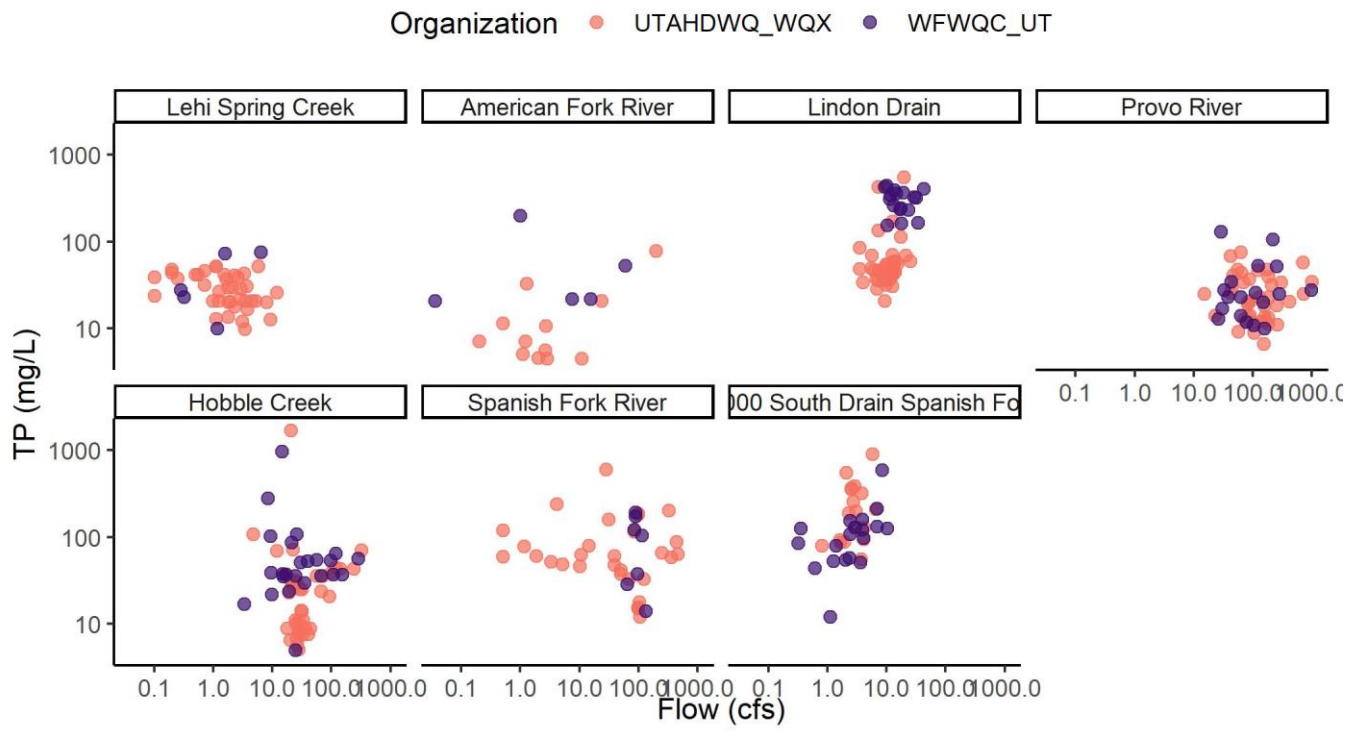 Organization UTAHDWQ_WQX WFWQC_UT
Lehi Spring Creek American Fork River Lindon Drain Provo River
1000
100
10
0.1 1.0 10.0 100.0 1000.0
Hobble Creek Spanish Fork River 000 South Drain Spanish Fo
TP (mg/L)
1000
100
10
0.1 1.0 10.0 100.0 1000.0 0.1 1.0 10.0 100.0 1000.0 0.1 1.0 10.0 100.0 1000.0
Flow (cfs)